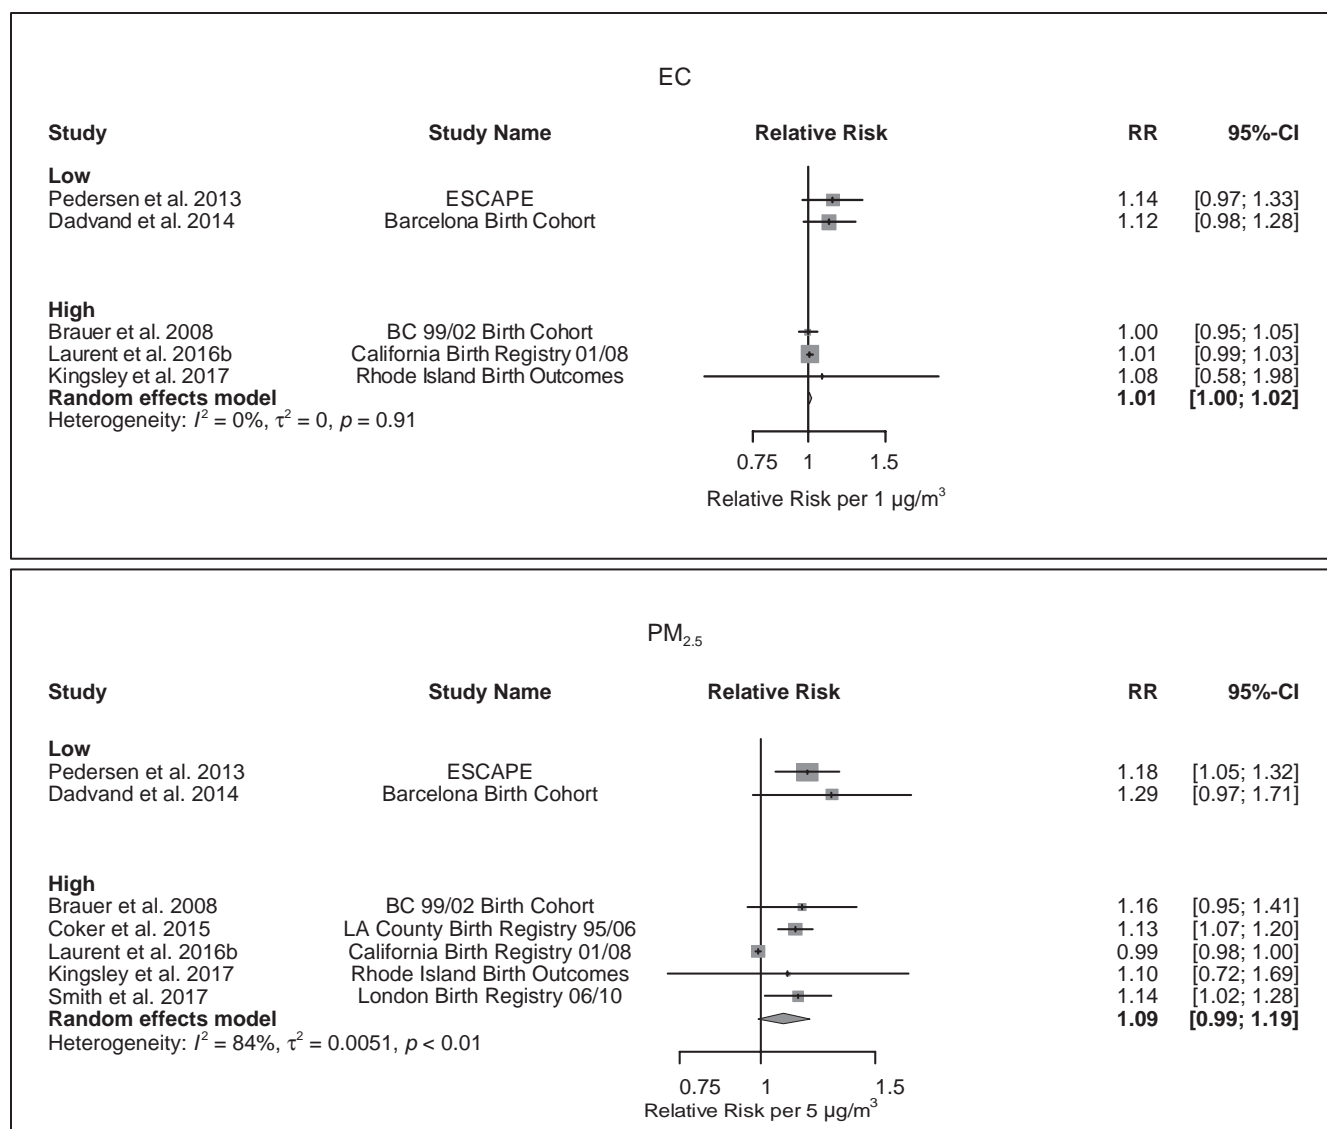 EC
Study Study Name Relative Risk RR 95%-CI
Low
Pedersen et al. 2013 ESCAPE 1.14 [0.97; 1.33]
Dadvand et al. 2014 Barcelona Birth Cohort 1.12 [0.98; 1.28]
High
Brauer et al. 2008 BC 99/02 Birth Cohort 1.00 [0.95; 1.05]
Laurent et al. 2016b California Birth Registry 01/08 1.01 [0.99; 1.03]
Kingsley et al. 2017 Rhode Island Birth Outcomes 1.08 [0.58; 1.98]
Random effects model 1.01 [1.00; 1.02]
Heterogeneity: I² = 0%, τ² = 0, p = 0.91
0.75 1 1.5
Relative Risk per 1 µg/m³
PM₂.₅
Study Study Name Relative Risk RR 95%-CI
Low
Pedersen et al. 2013 ESCAPE 1.18 [1.05; 1.32]
Dadvand et al. 2014 Barcelona Birth Cohort 1.29 [0.97; 1.71]
High
Brauer et al. 2008 BC 99/02 Birth Cohort 1.16 [0.95; 1.41]
Coker et al. 2015 LA County Birth Registry 95/06 1.13 [1.07; 1.20]
Laurent et al. 2016b California Birth Registry 01/08 0.99 [0.98; 1.00]
Kingsley et al. 2017 Rhode Island Birth Outcomes 1.10 [0.72; 1.69]
Smith et al. 2017 London Birth Registry 06/10 1.14 [1.02; 1.28]
Random effects model 1.09 [0.99; 1.19]
Heterogeneity: I² = 84%, τ² = 0.0051, p < 0.01
0.75 1 1.5
Relative Risk per 5 µg/m³